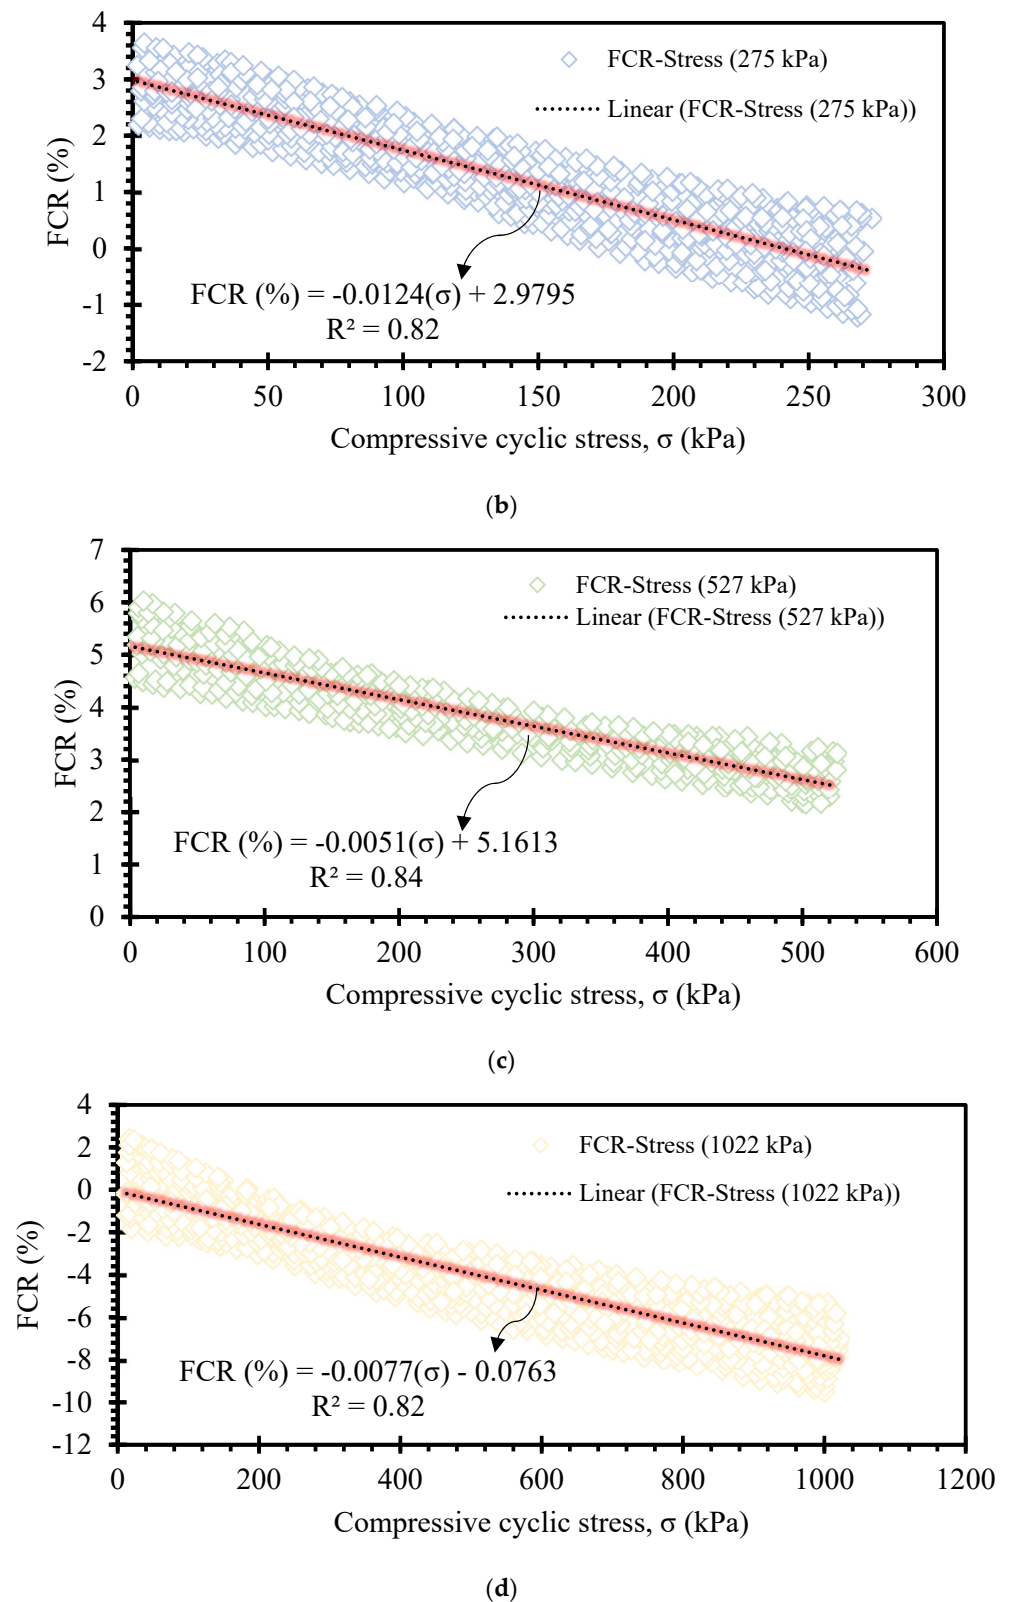 4
3
2
1
0
-1
-2
FCR (%)
FCR-Stress (275 kPa)
Linear (FCR-Stress (275 kPa))
FCR (%) = -0.0124(σ) + 2.9795
R² = 0.82
0 50 100 150 200 250 300
Compressive cyclic stress, σ (kPa)
(b)
7
6
5
4
3
2
1
0
FCR (%)
FCR-Stress (527 kPa)
Linear (FCR-Stress (527 kPa))
FCR (%) = -0.0051(σ) + 5.1613
R² = 0.84
0 100 200 300 400 500 600
Compressive cyclic stress, σ (kPa)
(c)
4
2
0
-2
-4
-6
-8
-10
-12
FCR (%)
FCR-Stress (1022 kPa)
Linear (FCR-Stress (1022 kPa))
FCR (%) = -0.0077(σ) - 0.0763
R² = 0.82
0 200 400 600 800 1000 1200
Compressive cyclic stress, σ (kPa)
(d)